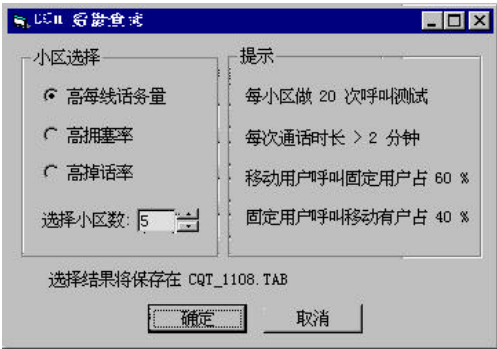 小区选择
高每线话务量
高拥塞率
高掉话率
选择小区数: 5
提示
每小区做 20 次呼叫测试
每次通话时长 > 2 分钟
移动用户呼叫固定用户占 60 %
固定用户呼叫移动有户占 40 %
选择结果将保存在 CQT_1108.TAB
确定
取消